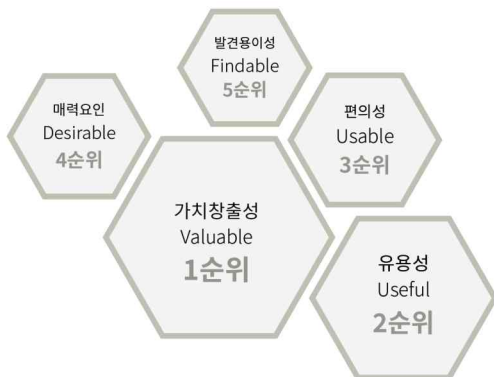 발견용이성
Findable
5순위
매력요인
Desirable
4순위
편의성
Usable
3순위
가치창출성
Valuable
1순위
유용성
Useful
2순위